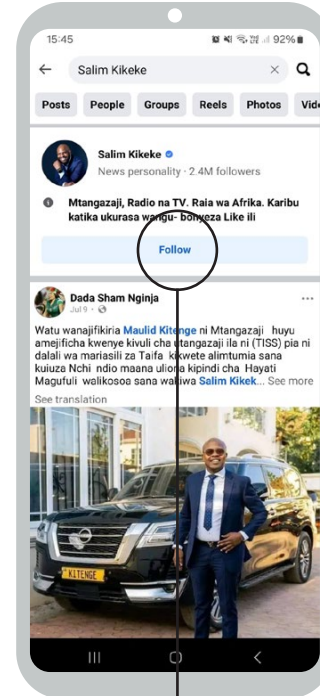 15:45 92%
Salim Kikeke
Posts People Groups Reels Photos Vide
Salim Kikeke
News personality · 2.4M followers
Mtangazaji, Radio na TV. Raia wa Afrika. Karibu
katika ukurasa wangu- bonyeza Like ili
Follow
Dada Sham Nginja
Jul 9 ·
Watu wanajifikiria Maulid Kitenge ni Mtangazaji huyu
amejificha kwenye kivuli cha utangazaji ila ni (TISS) pia ni
dalali wa mariasili za Taifa kikwete alimtumia sana
kuiuza Nchi ndio maana uliona kipindi cha Hayati
Magufuli walikosoa sana wakiwa Salim Kikek... See more
See translation
KITENGE